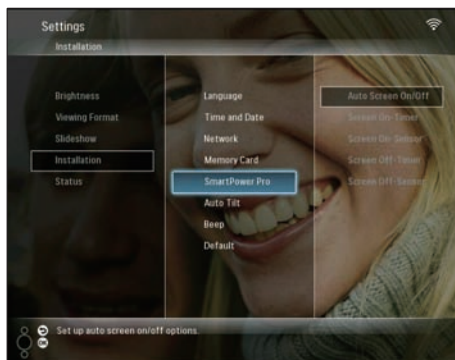 Settings
Installation
Brightness
Viewing Format
Slideshow
Installation
Status
Language
Time and Date
Network
Memory Card
SmartPower Pro
Auto Tilt
Beep
Default
Auto Screen On/Off
Screen On-Timer
Screen On-Sensor
Screen Off-Timer
Screen Off-Sensor
OK
Set up auto screen on/off options.